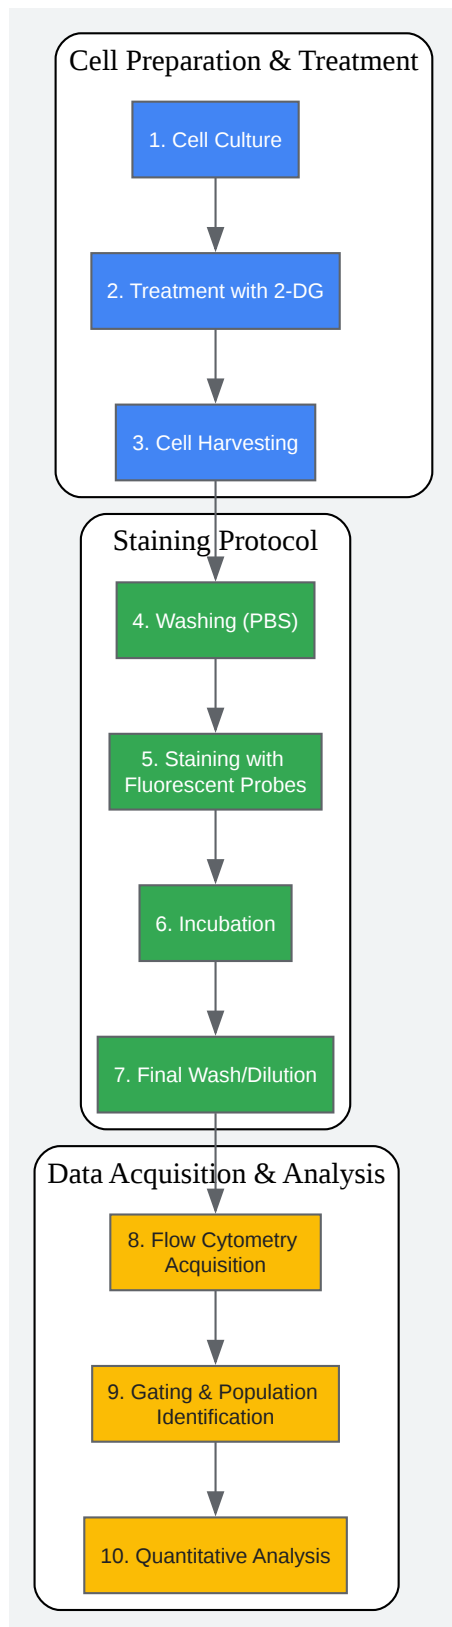 Cell Preparation & Treatment
1. Cell Culture
2. Treatment with 2-DG
3. Cell Harvesting
Staining Protocol
4. Washing (PBS)
5. Staining with
Fluorescent Probes
6. Incubation
7. Final Wash/Dilution
Data Acquisition & Analysis
8. Flow Cytometry
Acquisition
9. Gating & Population
Identification
10. Quantitative Analysis